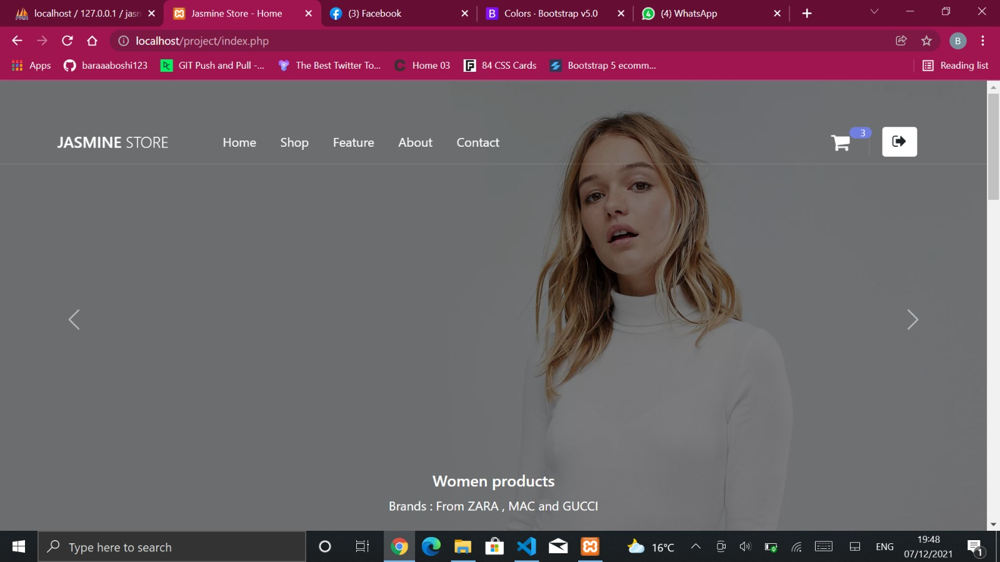 localhost / 127.0.0.1 / jasm
Jasmine Store - Home
(3) Facebook
B Colors · Bootstrap v5.0
4 (4) WhatsApp
localhost/project/index.php
B
Apps
baraaaboshi123
GIT Push and Pull -...
The Best Twitter To...
Home 03
84 CSS Cards
Bootstrap 5 ecomm...
Reading list
JASMINE STORE
Home
Shop
Feature
About
Contact
3
Women products
Brands : From ZARA , MAC and GUCCI
Type here to search
16°C
ENG
19:48
07/12/2021
1